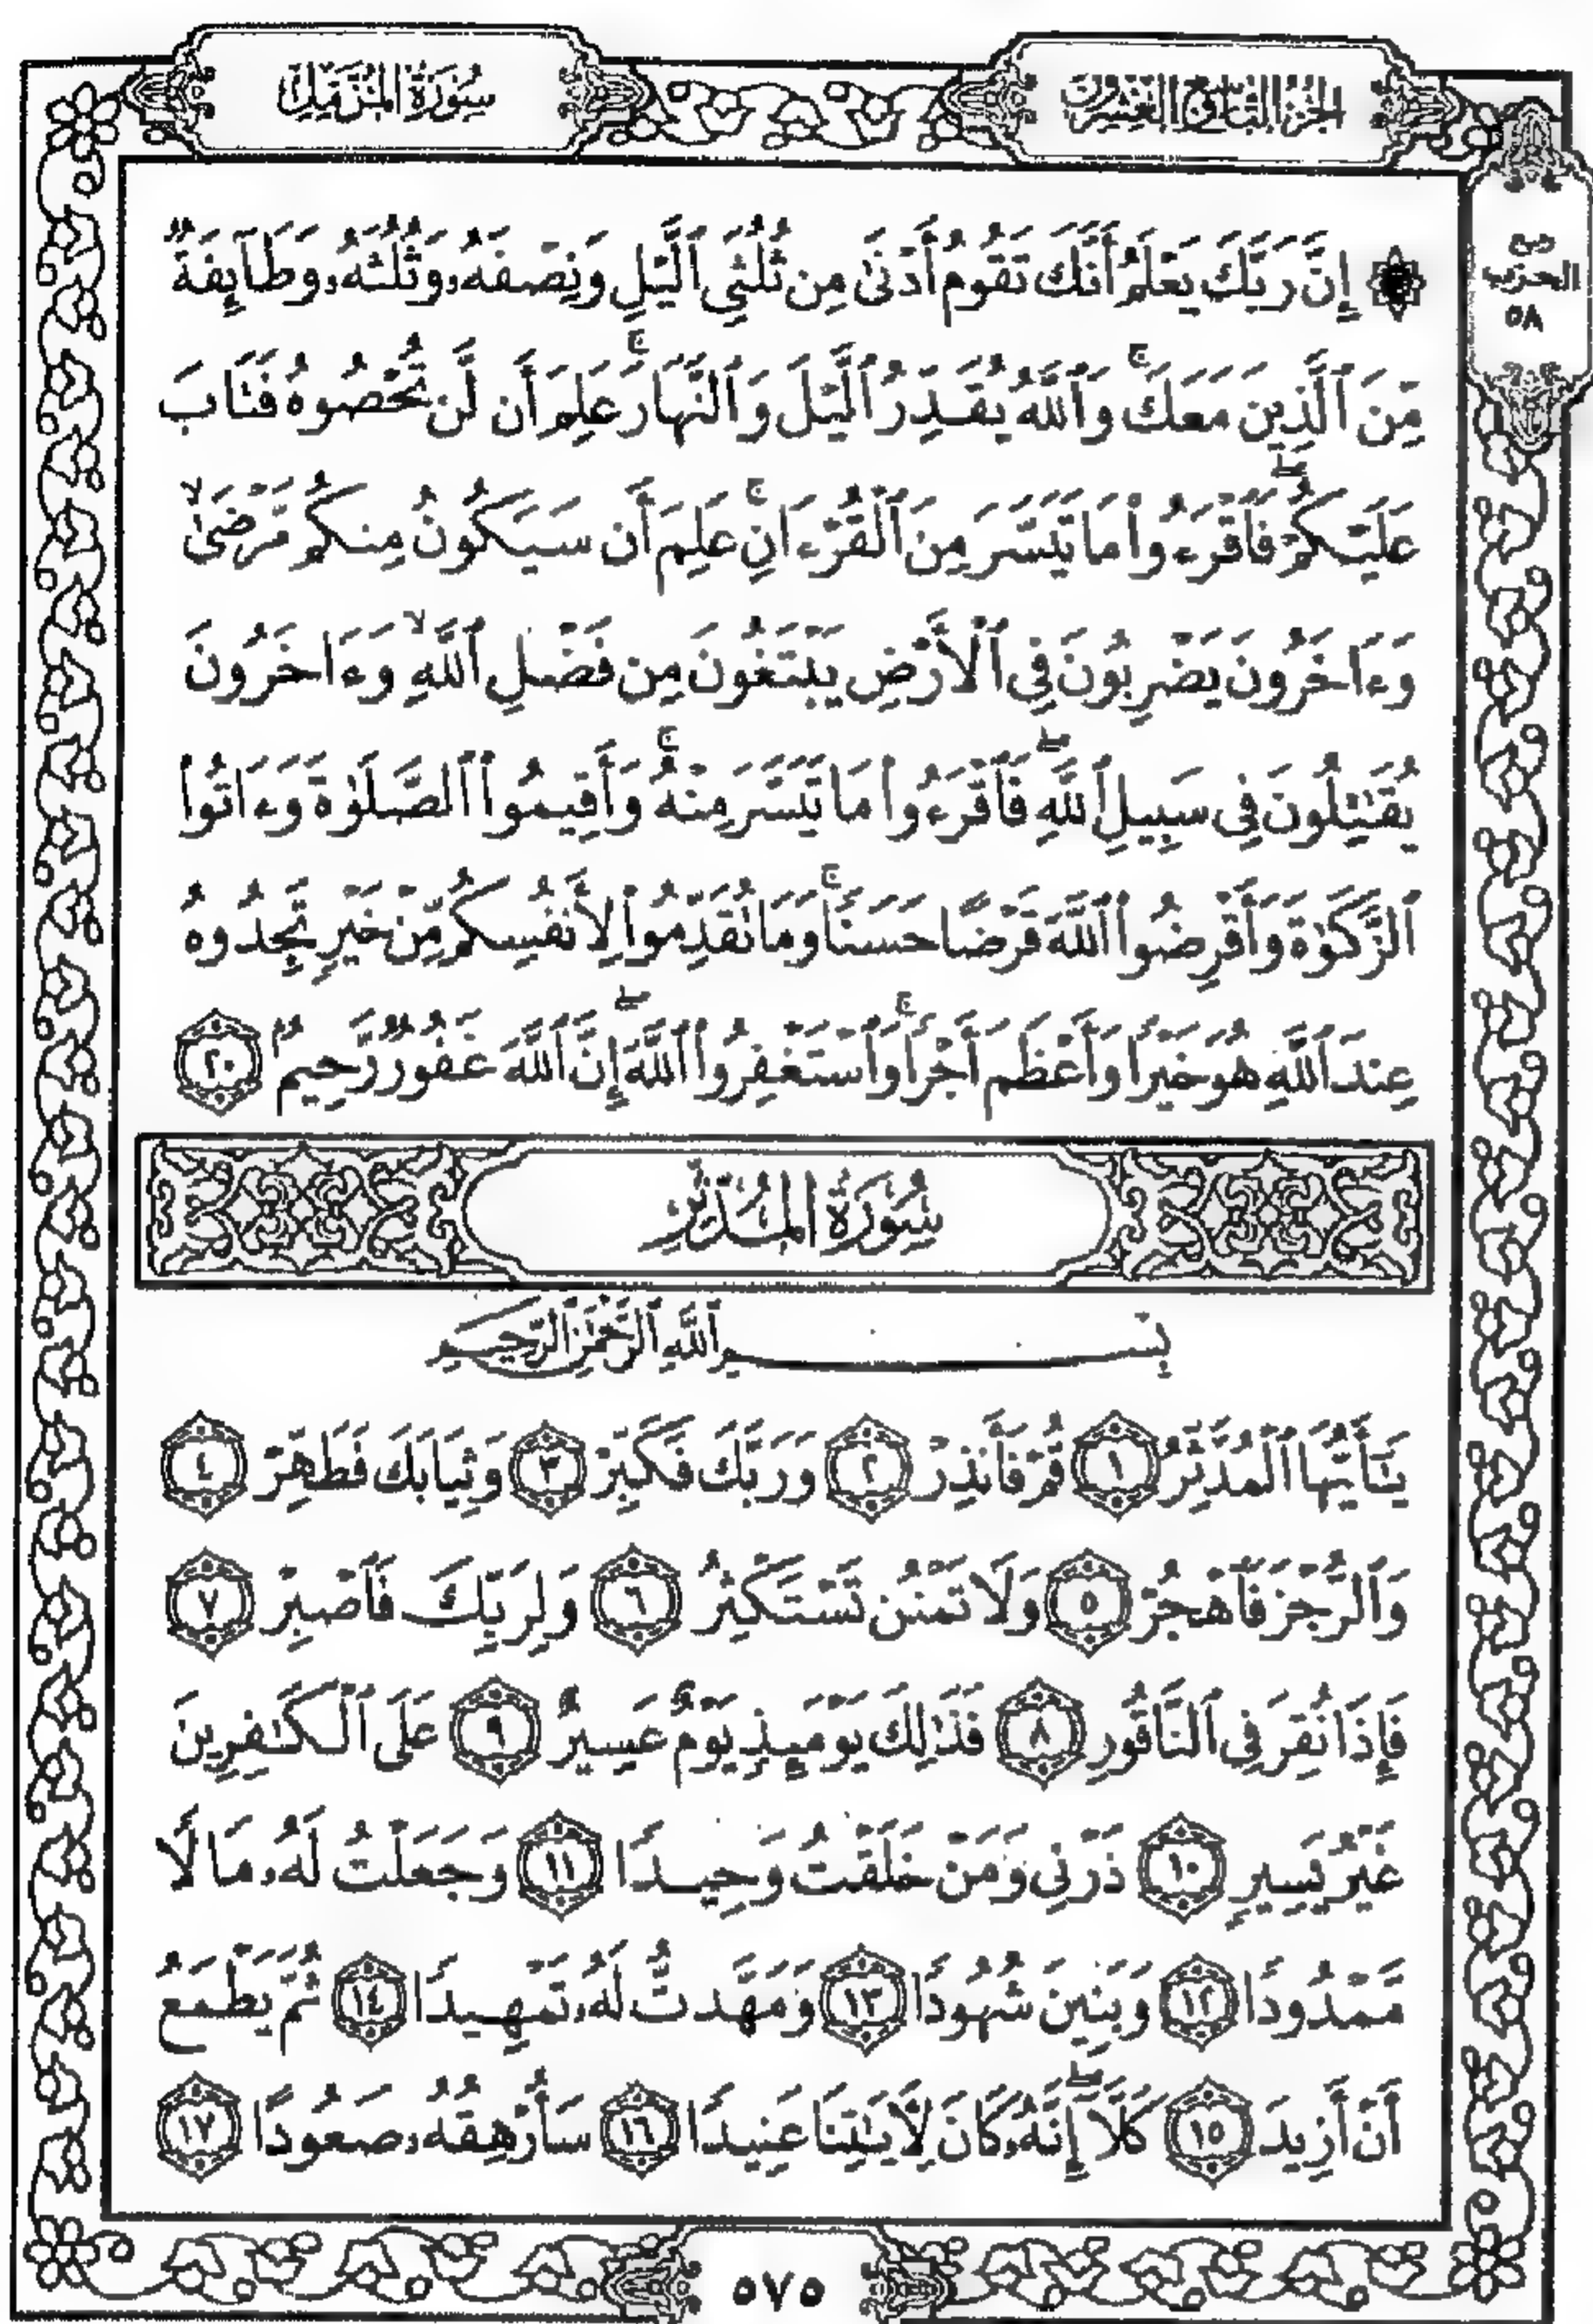 الجزء التاسع والعشرون
سورة المزمل
ربع
الحزب
٥٨
۞ إِنَّ رَبَّكَ يَعْلَمُ أَنَّكَ تَقُومُ أَدْنَىٰ مِن ثُلُثَيِ ٱلَّيْلِ وَنِصْفَهُۥ وَثُلُثَهُۥ وَطَآئِفَةٌ
مِّنَ ٱلَّذِينَ مَعَكَ ۚ وَٱللَّهُ يُقَدِّرُ ٱلَّيْلَ وَٱلنَّهَارَ ۚ عَلِمَ أَن لَّن تُحْصُوهُ فَتَابَ
عَلَيْكُمْ ۖ فَٱقْرَءُوا۟ مَا تَيَسَّرَ مِنَ ٱلْقُرْءَانِ ۚ عَلِمَ أَن سَيَكُونُ مِنكُم مَّرْضَىٰ ۙ
وَءَاخَرُونَ يَضْرِبُونَ فِى ٱلْأَرْضِ يَبْتَغُونَ مِن فَضْلِ ٱللَّهِ ۙ وَءَاخَرُونَ
يُقَٰتِلُونَ فِى سَبِيلِ ٱللَّهِ ۖ فَٱقْرَءُوا۟ مَا تَيَسَّرَ مِنْهُ ۚ وَأَقِيمُوا۟ ٱلصَّلَوٰةَ وَءَاتُوا۟
ٱلزَّكَوٰةَ وَأَقْرِضُوا۟ ٱللَّهَ قَرْضًا حَسَنًا ۚ وَمَا تُقَدِّمُوا۟ لِأَنفُسِكُم مِّنْ خَيْرٍ تَجِدُوهُ
عِندَ ٱللَّهِ هُوَ خَيْرًا وَأَعْظَمَ أَجْرًا ۚ وَٱسْتَغْفِرُوا۟ ٱللَّهَ ۖ إِنَّ ٱللَّهَ غَفُورٌ رَّحِيمٌۢ ٢٠
سُورَةُ المُدَّثِّرِ
بِسْمِ ٱللَّهِ ٱلرَّحْمَٰنِ ٱلرَّحِيمِ
يَٰٓأَيُّهَا ٱلْمُدَّثِّرُ ١ قُمْ فَأَنذِرْ ٢ وَرَبَّكَ فَكَبِّرْ ٣ وَثِيَابَكَ فَطَهِّرْ ٤
وَٱلرُّجْزَ فَٱهْجُرْ ٥ وَلَا تَمْنُن تَسْتَكْثِرُ ٦ وَلِرَبِّكَ فَٱصْبِرْ ٧
فَإِذَا نُقِرَ فِى ٱلنَّاقُورِ ٨ فَذَٰلِكَ يَوْمَئِذٍ يَوْمٌ عَسِيرٌ ٩ عَلَى ٱلْكَٰفِرِينَ
غَيْرُ يَسِيرٍ ١٠ ذَرْنِى وَمَنْ خَلَقْتُ وَحِيدًا ١١ وَجَعَلْتُ لَهُۥ مَالًا
مَّمْدُودًا ١٢ وَبَنِينَ شُهُودًا ١٣ وَمَهَّدتُّ لَهُۥ تَمْهِيدًا ١٤ ثُمَّ يَطْمَعُ
أَنْ أَزِيدَ ١٥ كَلَّآ ۖ إِنَّهُۥ كَانَ لِءَايَٰتِنَا عَنِيدًا ١٦ سَأُرْهِقُهُۥ صَعُودًا ١٧
٥٧٥